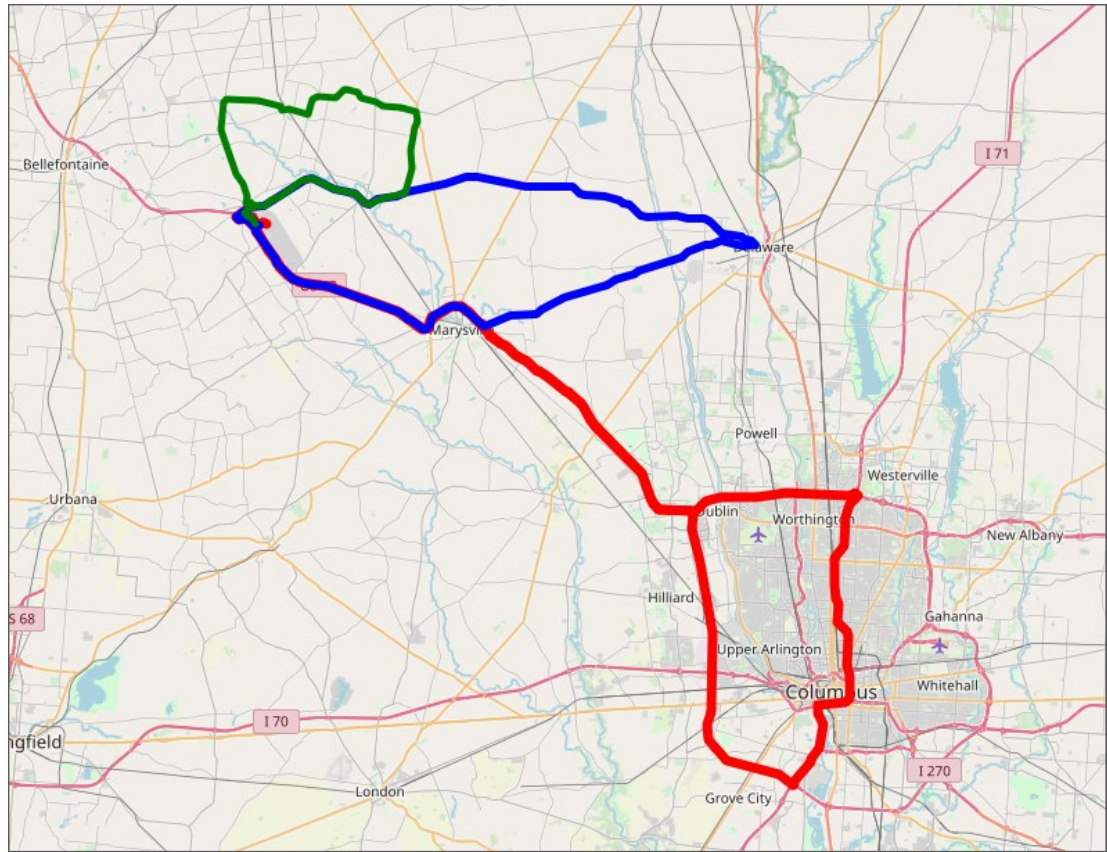 I 71
Bellefontaine
Delaware
Marysvil
Powell
Westerville
Urbana
Dublin
Worthington
New Albany
Hilliard
S 68
Gahanna
Upper Arlington
Whitehall
Columbus
I 70
ngfield
I 270
London
Grove City